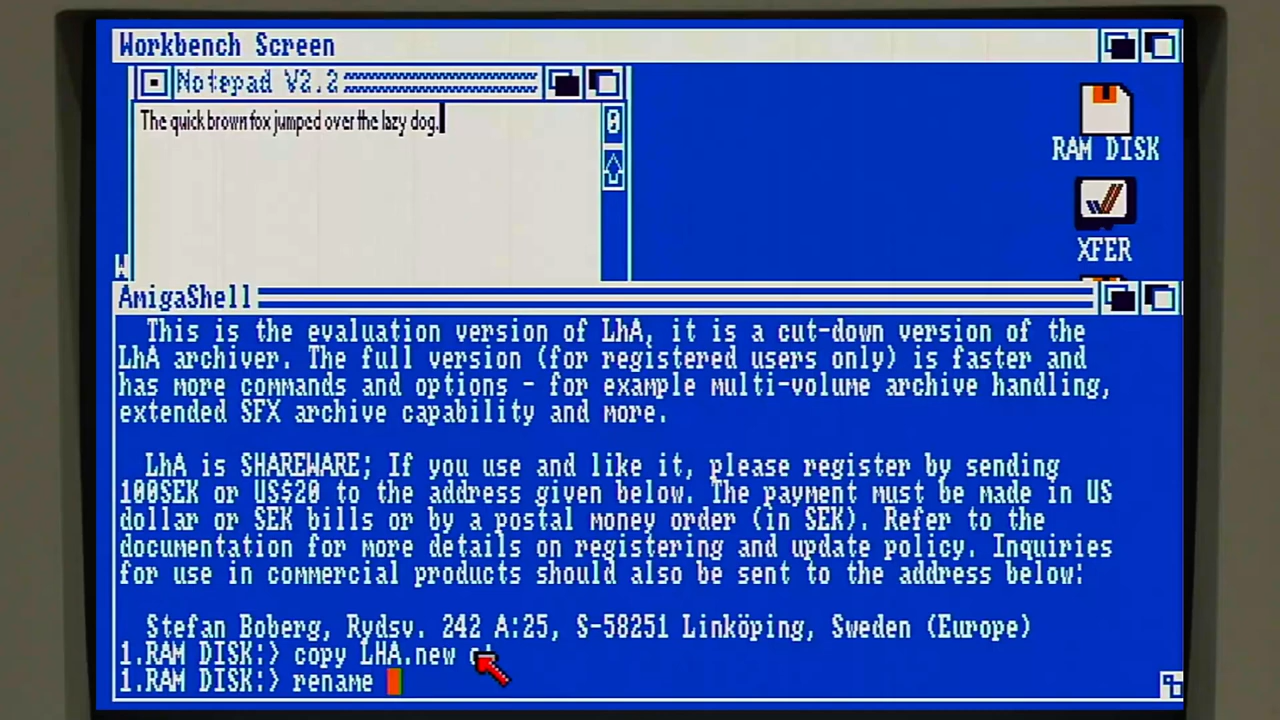 Workbench Screen
Notepad V2.2
The quick brown fox jumped over the lazy dog.
RAM DISK
XFER
W
AmigaShell
This is the evaluation version of LhA, it is a cut-down version of the
LhA archiver. The full version (for registered users only) is faster and
has more commands and options - for example multi-volume archive handling,
extended SFX archive capability and more.
LhA is SHAREWARE; If you use and like it, please register by sending
100SEK or US$20 to the address given below. The payment must be made in US
dollar or SEK bills or by a postal money order (in SEK). Refer to the
documentation for more details on registering and update policy. Inquiries
for use in commercial products should also be sent to the address below:
Stefan Boberg, Rydsv. 242 A:25, S-58251 Linköping, Sweden (Europe)
1.RAM DISK:> copy LHA.new
1.RAM DISK:> rename